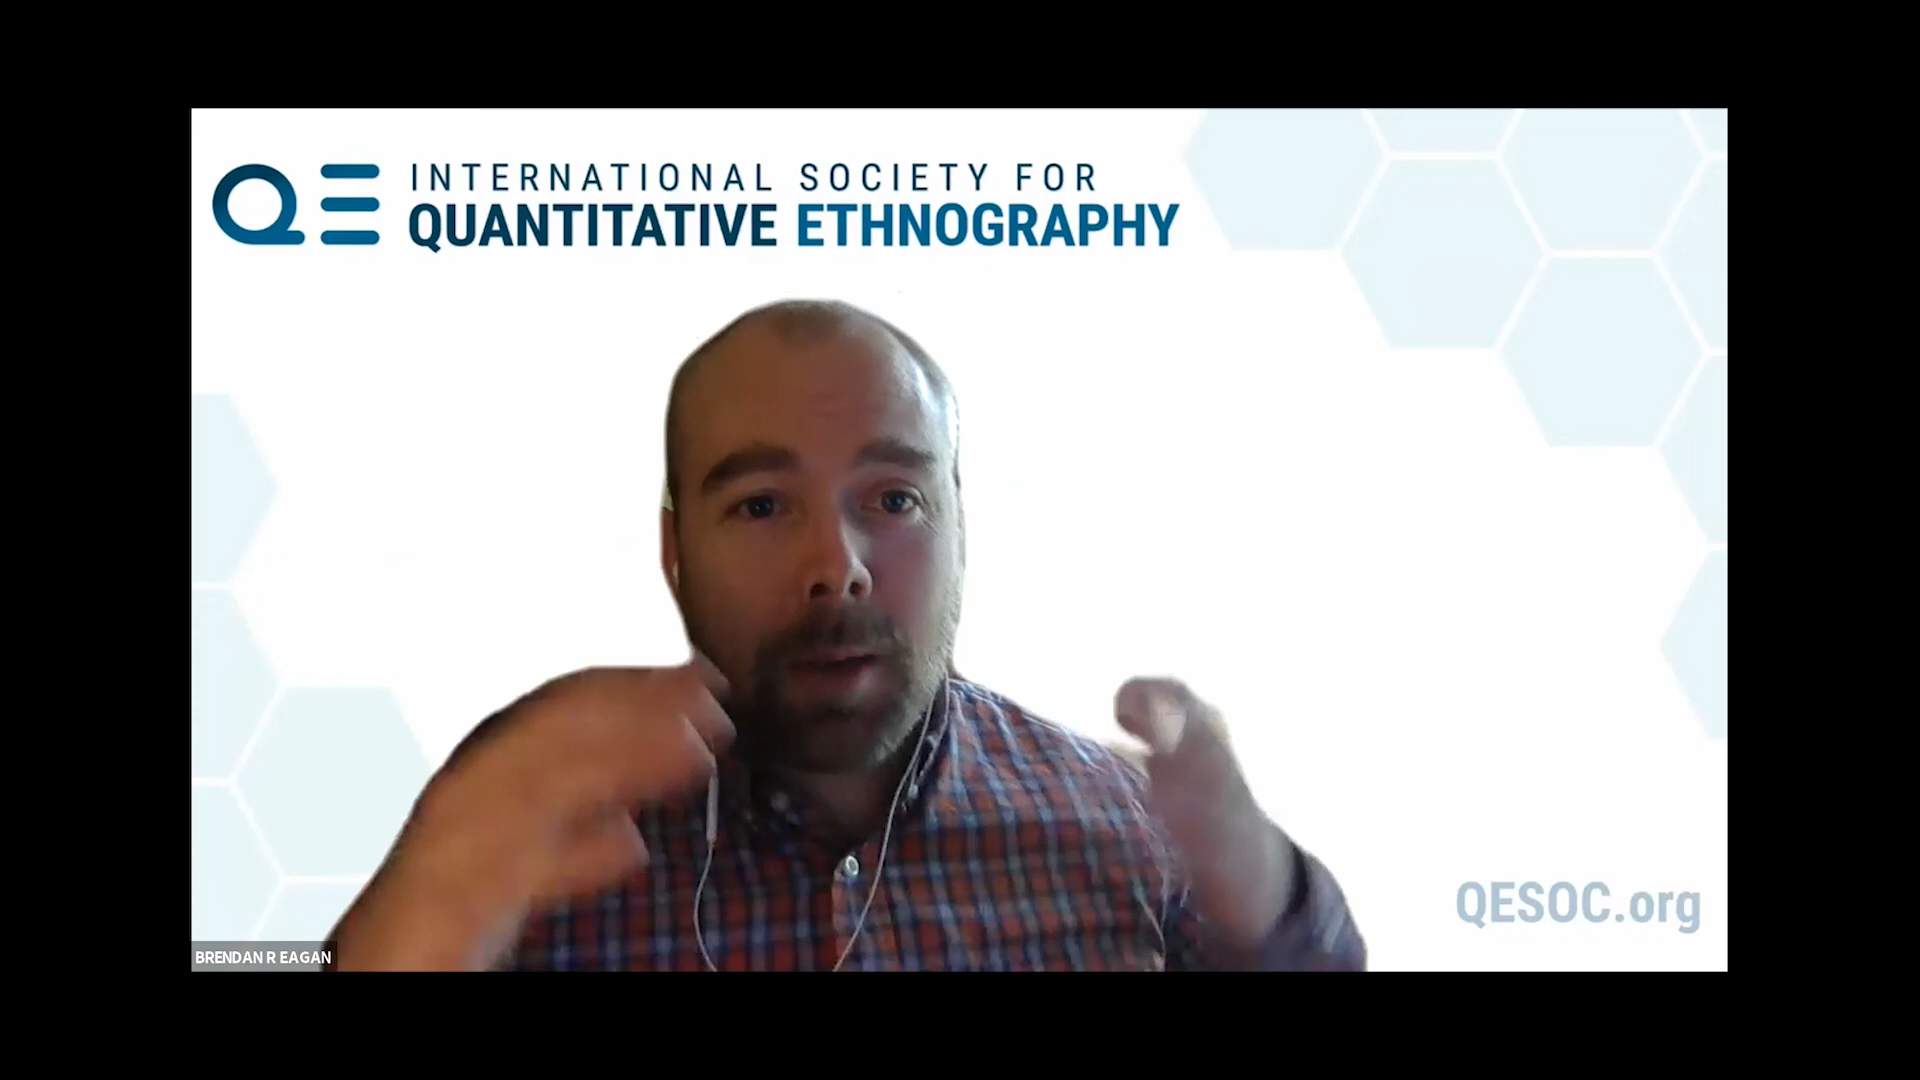 QE
INTERNATIONAL SOCIETY FOR
QUANTITATIVE ETHNOGRAPHY
QESOC.org
BRENDAN R EAGAN